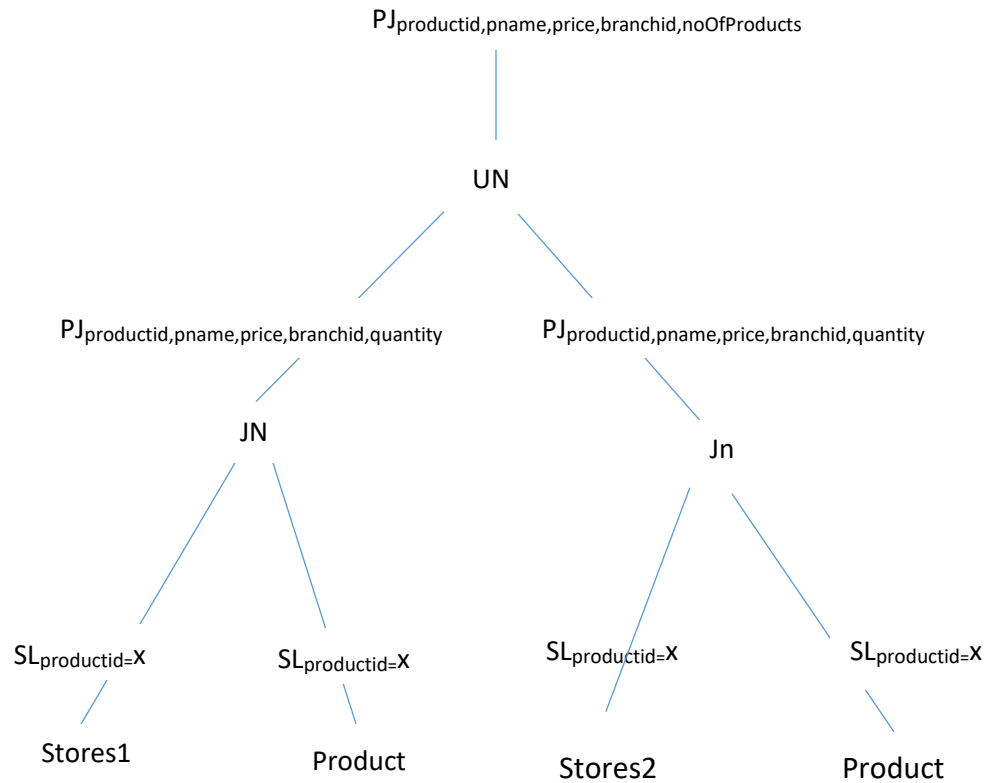 PJproductid,pname,price,branchid,noOfProducts
UN
PJproductid,pname,price,branchid,quantity
PJproductid,pname,price,branchid,quantity
JN
Jn
SLproductid=x
SLproductid=x
SLproductid=x
SLproductid=x
Stores1
Product
Stores2
Product